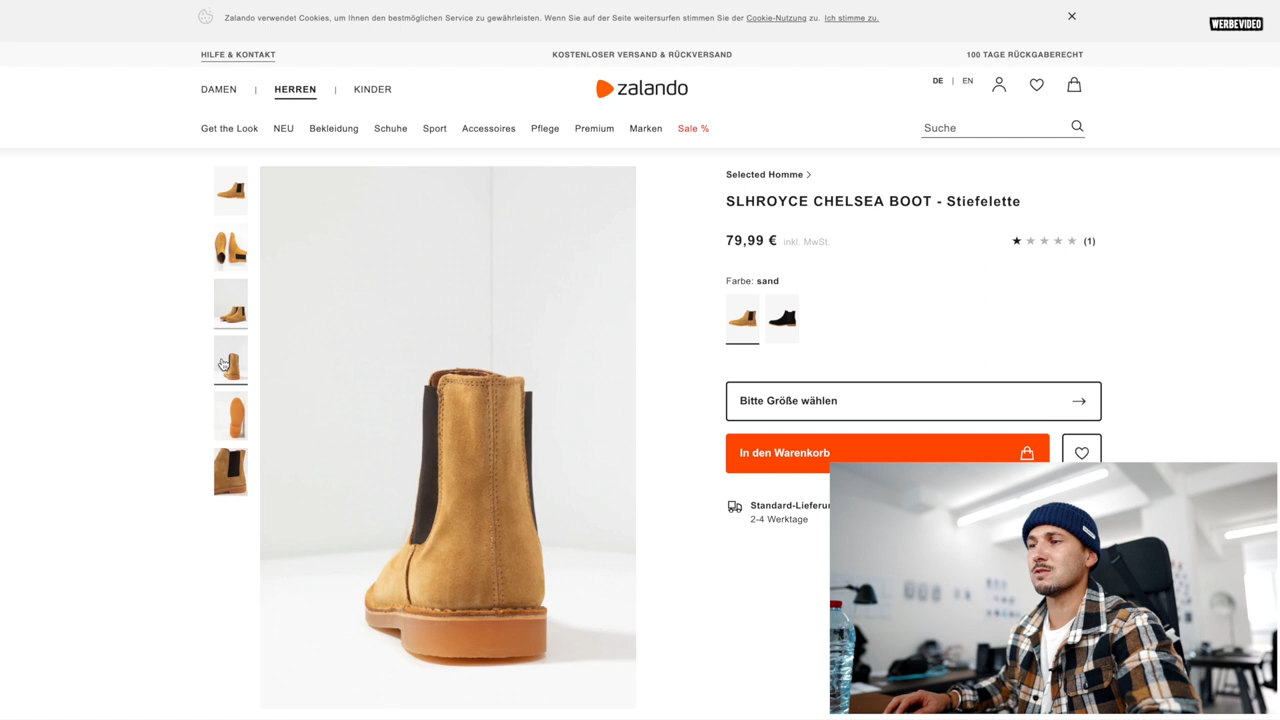 Zalando verwendet Cookies, um Ihnen den bestmöglichen Service zu gewährleisten. Wenn Sie auf der Seite weitersurfen stimmen Sie der Cookie-Nutzung zu. Ich stimme zu.
WERBEVIDEO
HILFE & KONTAKT
KOSTENLOSER VERSAND & RÜCKVERSAND
100 TAGE RÜCKGABERECHT
DAMEN | HERREN | KINDER
zalando
DE | EN
Get the Look NEU Bekleidung Schuhe Sport Accessoires Pflege Premium Marken Sale %
Suche
Selected Homme
SLHROYCE CHELSEA BOOT - Stiefelette
79,99 € inkl. MwSt.
(1)
Farbe: sand
Bitte Größe wählen
In den Warenkorb
Standard-Lieferu
2-4 Werktage